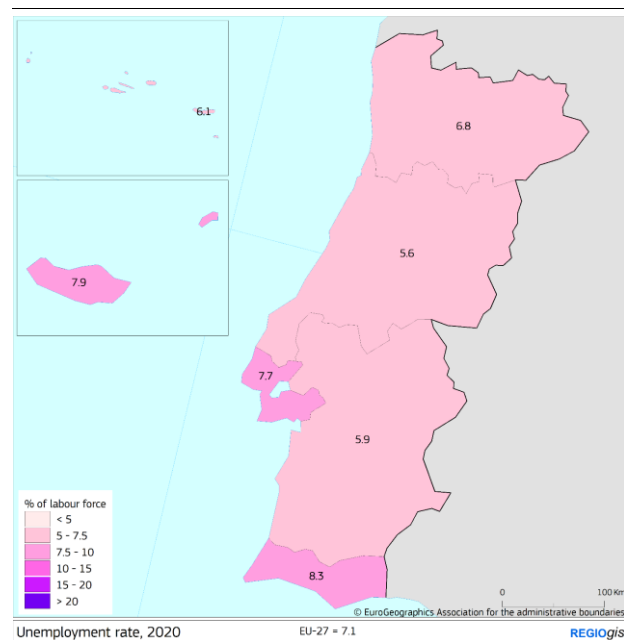 6.1
6.8
7.9
5.6
7.7
5.9
8.3
% of labour force
< 5
5 - 7.5
7.5 - 10
10 - 15
15 - 20
> 20
0 100 Km
© EuroGeographics Association for the administrative boundaries
Unemployment rate, 2020 EU-27 = 7.1 REGIOgis